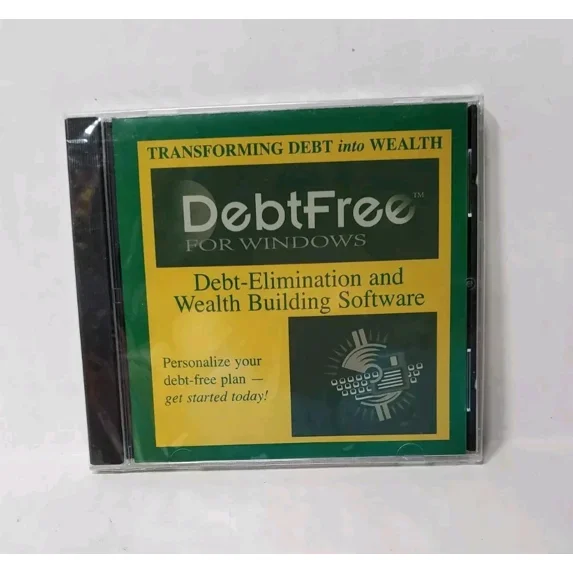 TRANSFORMING DEBT into WEALTH
DebtFree™
FOR WINDOWS
Debt-Elimination and
Wealth Building Software
Personalize your
debt-free plan —
get started today!